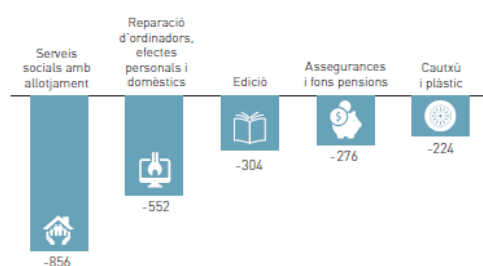 Serveis
socials amb
allotjament
Reparació
d'ordinadors,
efectes
personals i
domèstics
Edició
Assegurances
i fons pensions
Cautxú
i plàstic
-856
-552
-304
-276
-224